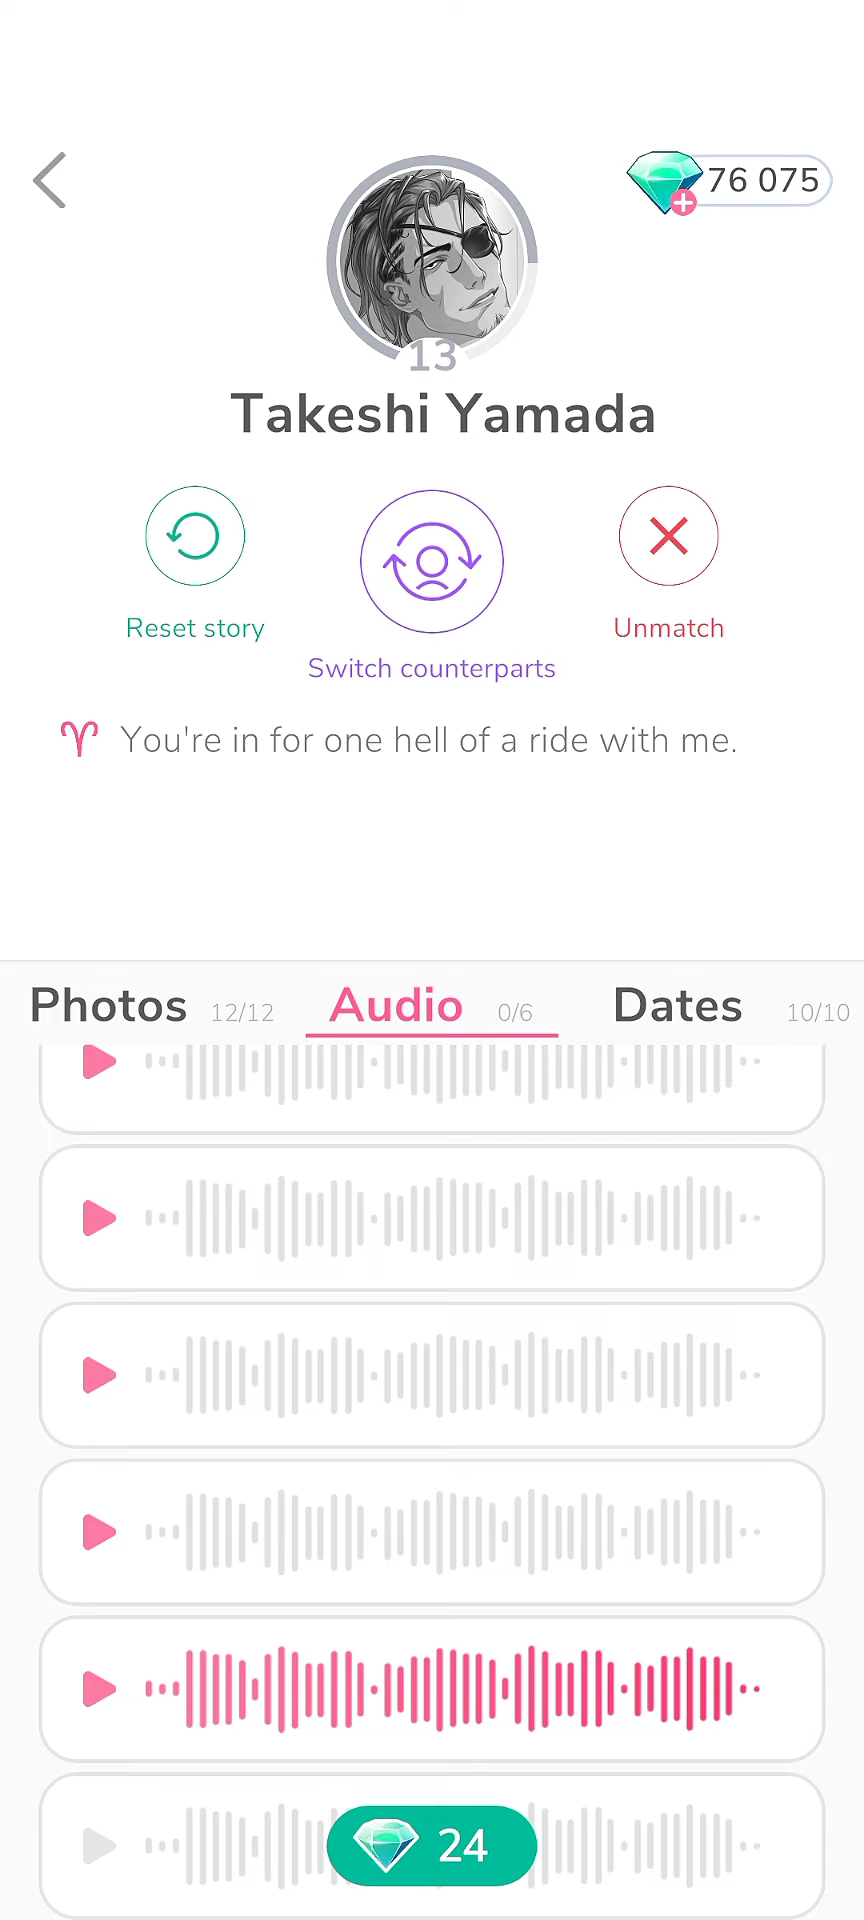 76 075
13
Takeshi Yamada
Reset story
Switch counterparts
Unmatch
You're in for one hell of a ride with me.
Photos 12/12 Audio 0/6 Dates 10/10
24